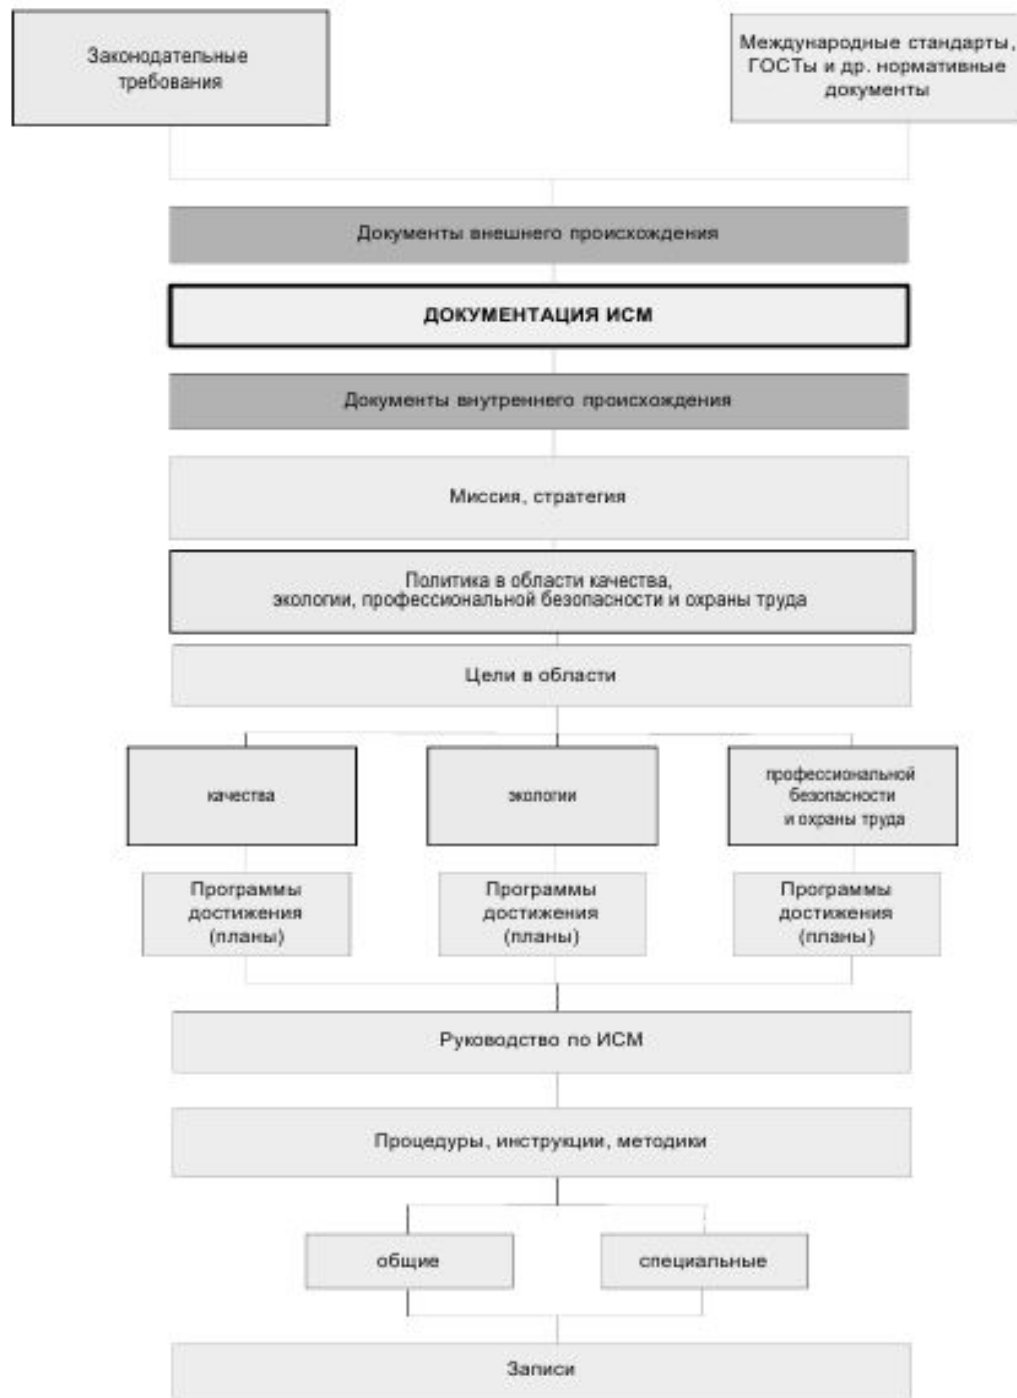 Законодательные
требования
Международные стандарты,
ГОСТы и др. нормативные
документы
Документы внешнего происхождения
ДОКУМЕНТАЦИЯ ИСМ
Документы внутреннего происхождения
Миссия, стратегия
Политика в области качества,
экологии, профессиональной безопасности и охраны труда
Цели в области
качества
экологии
профессиональной
безопасности
и охраны труда
Программы
достижения
(планы)
Программы
достижения
(планы)
Программы
достижения
(планы)
Руководство по ИСМ
Процедуры, инструкции, методики
общие
специальные
Записи